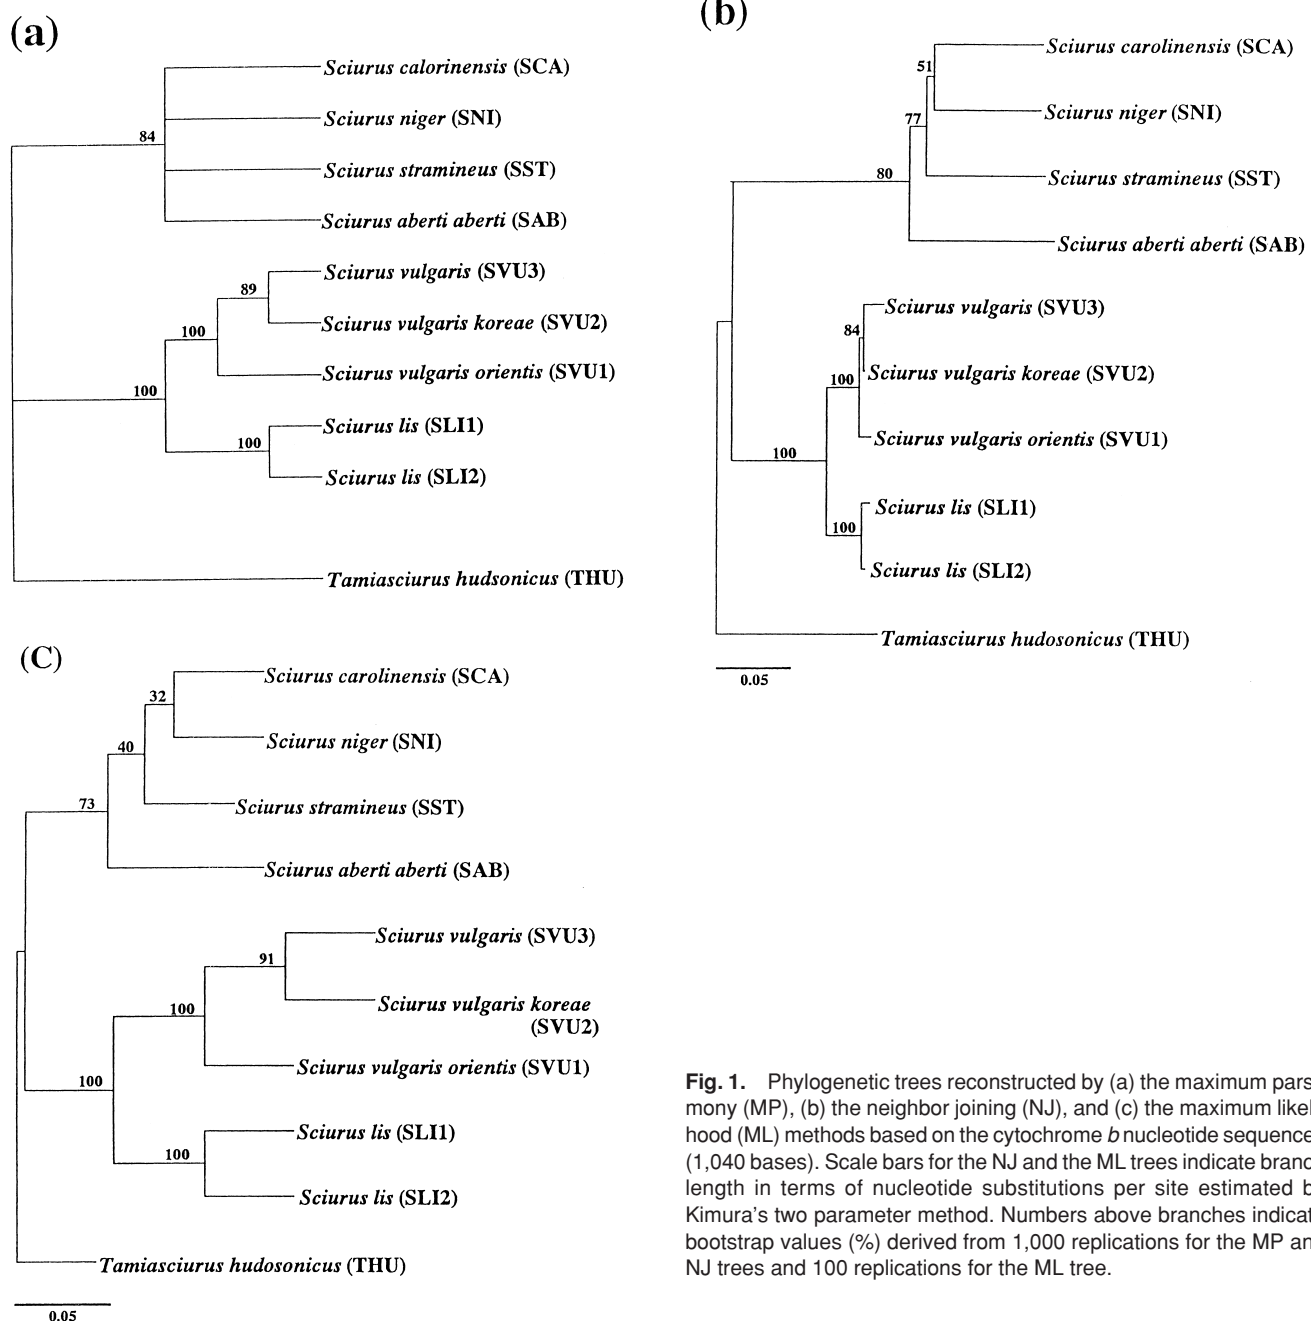 (a)
Sciurus calorinensis (SCA)
Sciurus niger (SNI)
84
Sciurus stramineus (SST)
Sciurus aberti aberti (SAB)
Sciurus vulgaris (SVU3)
89
Sciurus vulgaris koreae (SVU2)
100
Sciurus vulgaris orientis (SVU1)
100
Sciurus lis (SLI1)
100
Sciurus lis (SLI2)
Tamiasciurus hudsonicus (THU)
(b)
Sciurus carolinensis (SCA)
51
Sciurus niger (SNI)
77
80
Sciurus stramineus (SST)
Sciurus aberti aberti (SAB)
Sciurus vulgaris (SVU3)
84
Sciurus vulgaris koreae (SVU2)
100
Sciurus vulgaris orientis (SVU1)
100
Sciurus lis (SLI1)
100
Sciurus lis (SLI2)
Tamiasciurus hudosonicus (THU)
0.05
(C)
Sciurus carolinensis (SCA)
32
Sciurus niger (SNI)
40
73
Sciurus stramineus (SST)
Sciurus aberti aberti (SAB)
Sciurus vulgaris (SVU3)
91
Sciurus vulgaris koreae
(SVU2)
100
Sciurus vulgaris orientis (SVU1)
100
Sciurus lis (SLI1)
100
Sciurus lis (SLI2)
Tamiasciurus hudosonicus (THU)
0.05
Fig. 1. Phylogenetic trees reconstructed by (a) the maximum pars
mony (MP), (b) the neighbor joining (NJ), and (c) the maximum likel
hood (ML) methods based on the cytochrome b nucleotide sequence
(1,040 bases). Scale bars for the NJ and the ML trees indicate branc
length in terms of nucleotide substitutions per site estimated b
Kimura's two parameter method. Numbers above branches indicat
bootstrap values (%) derived from 1,000 replications for the MP an
NJ trees and 100 replications for the ML tree.